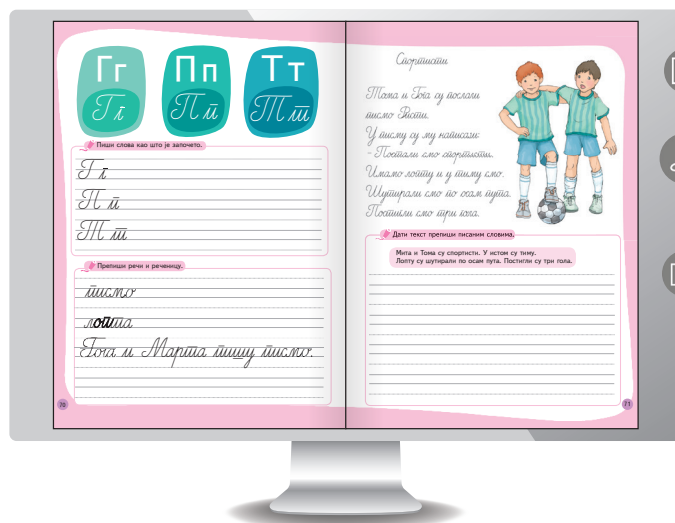 Гг Пп Тт
Гг Пп Тт
Пиши слова као што је започето.
Гг
Пп
Тт
Препиши речи и реченицу.
писмо
лопта
Гога и Марта пишу писмо.
70
Спортисти
Тома и Гога су послали
писмо Ристи.
У писму су му написали:
– Постали смо спортисти.
Имамо лопту и у тиму смо.
Шутирали смо по осам пута.
Постигли смо три гола.
Дати текст препиши писаним словима.
Мита и Тома су спортисти. У истом су тиму.
Лопту су шутирали по осам пута. Постигли су три гола.
71